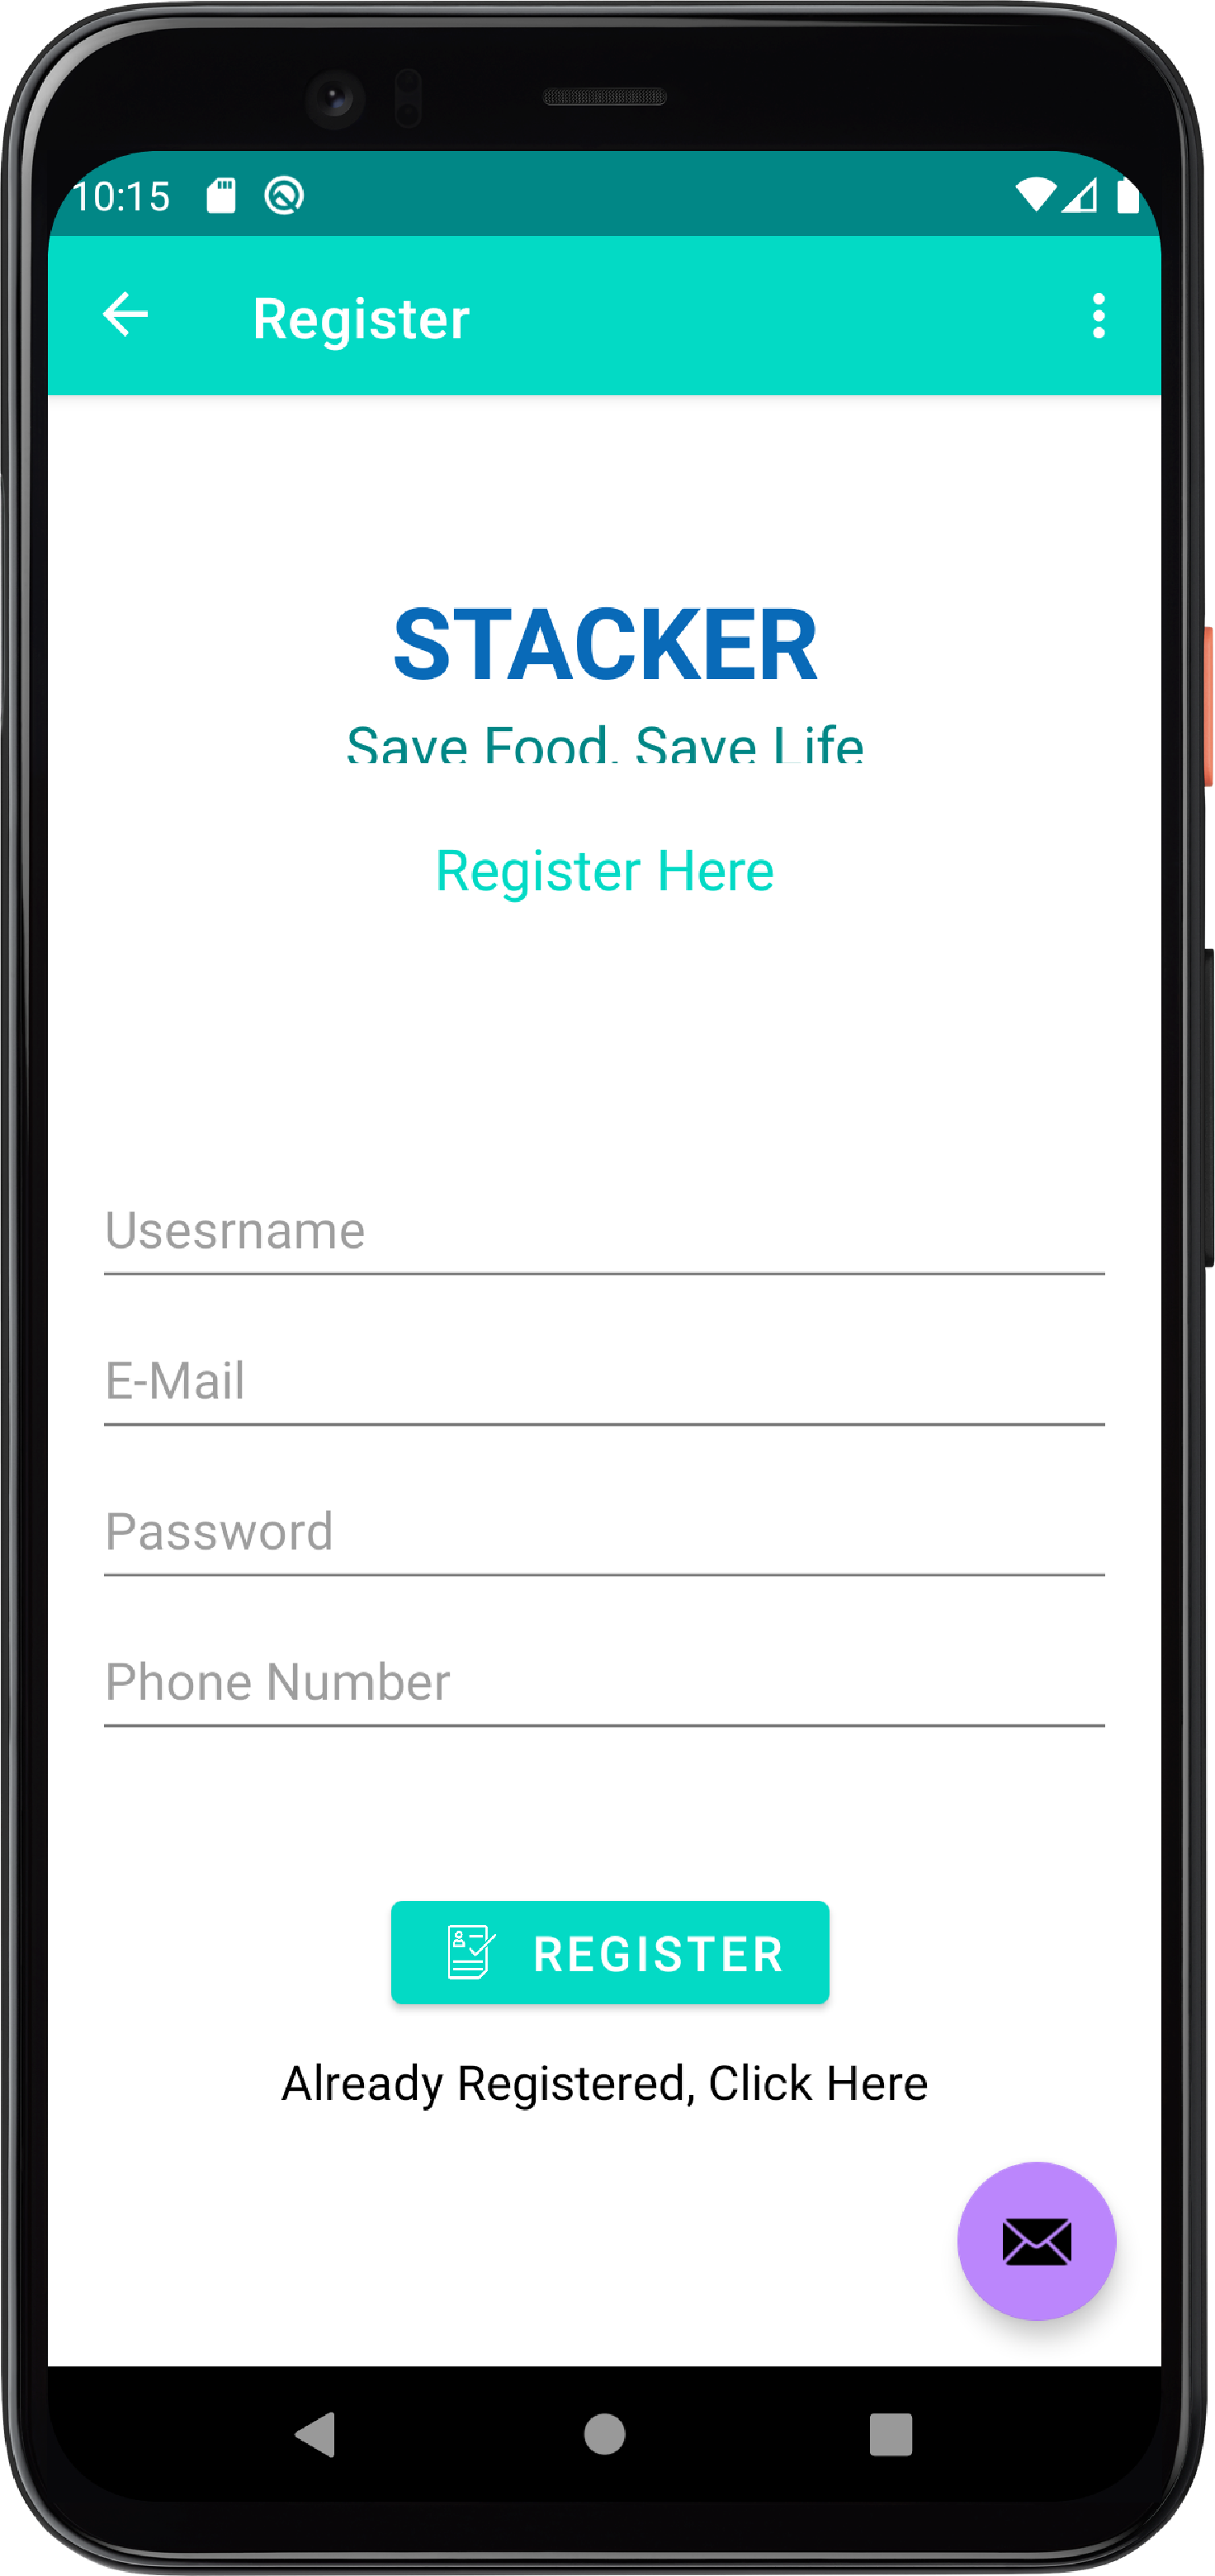 10:15
Register
STACKER
Save Food. Save Life
Register Here
Usesrname
E-Mail
Password
Phone Number
REGISTER
Already Registered, Click Here